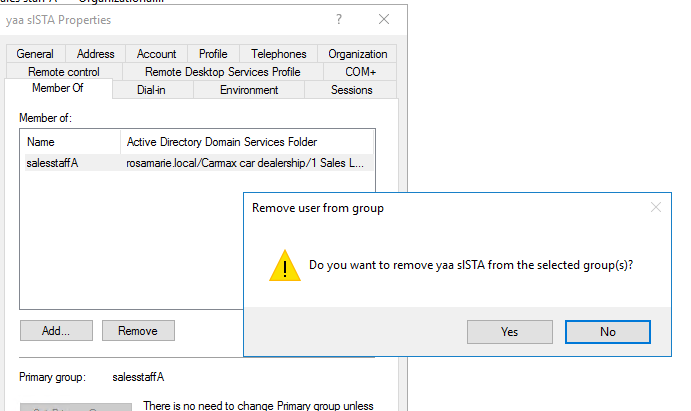 yaa sISTA Properties
?
General Address Account Profile Telephones Organization
Remote control Remote Desktop Services Profile COM+
Member Of Dial-in Environment Sessions
Member of:
Name Active Directory Domain Services Folder
salesstaffA rosamarie.local/Carmax car dealership/1 Sales L...
Remove user from group
Do you want to remove yaa sISTA from the selected group(s)?
Yes No
Add... Remove
Primary group: salesstaffA
There is no need to change Primary group unless